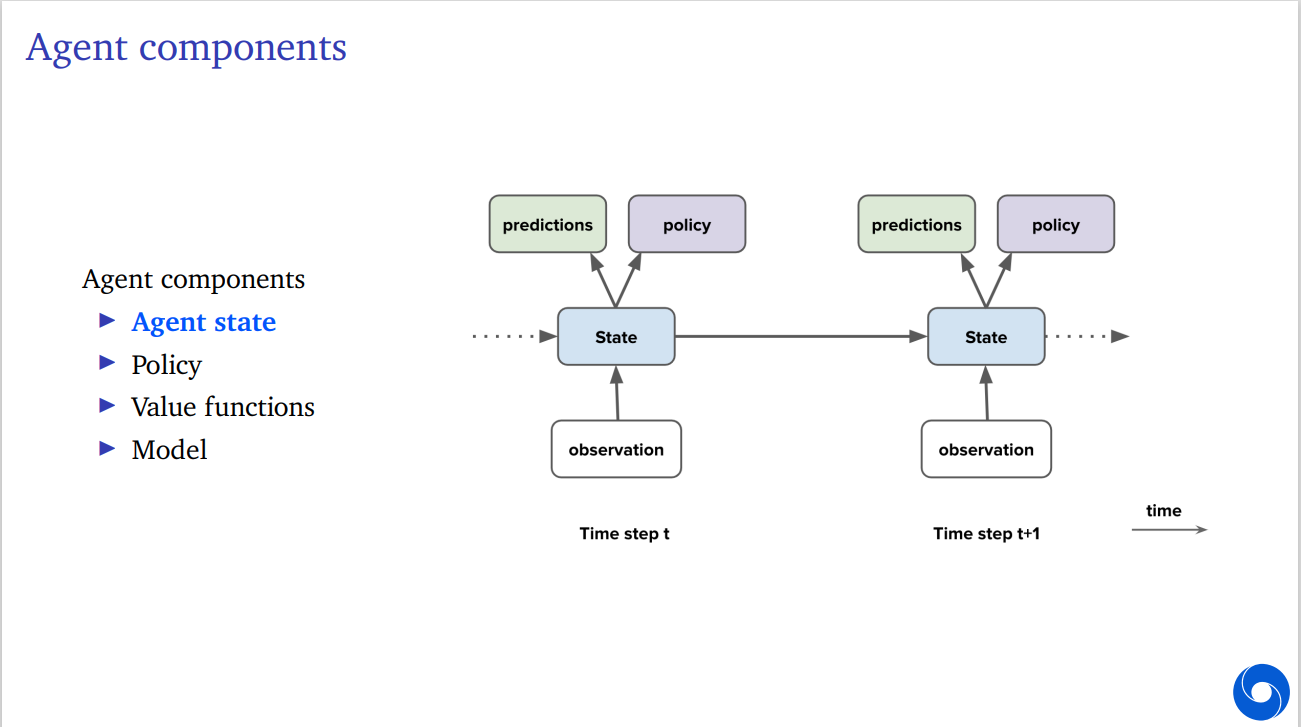 Agent components
Agent components
Agent state
Policy
Value functions
Model
predictions policy predictions policy
State State
observation observation
time
Time step t Time step t+1